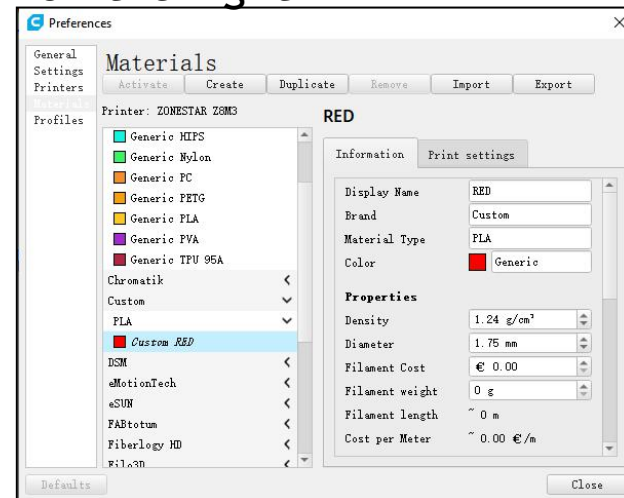 Preferences
General
Settings
Printers
Materials
Profiles
Materials
Activate Create Duplicate Remove Import Export
Printer: ZONESTAR Z8M3
Generic HIPS
Generic Nylon
Generic PC
Generic PETG
Generic PLA
Generic PVA
Generic TPU 95A
Chromatik
Custom
PLA
Custom RED
DSM
eMotionTech
eSUN
FABtotum
Fiberlogy HD
Filo3D
RED
Information Print settings
Display Name RED
Brand Custom
Material Type PLA
Color Generic
Properties
Density 1.24 g/cm³
Diameter 1.75 mm
Filament Cost € 0.00
Filament weight 0 g
Filament length ~ 0 m
Cost per Meter ~ 0.00 €/m
Defaults Close